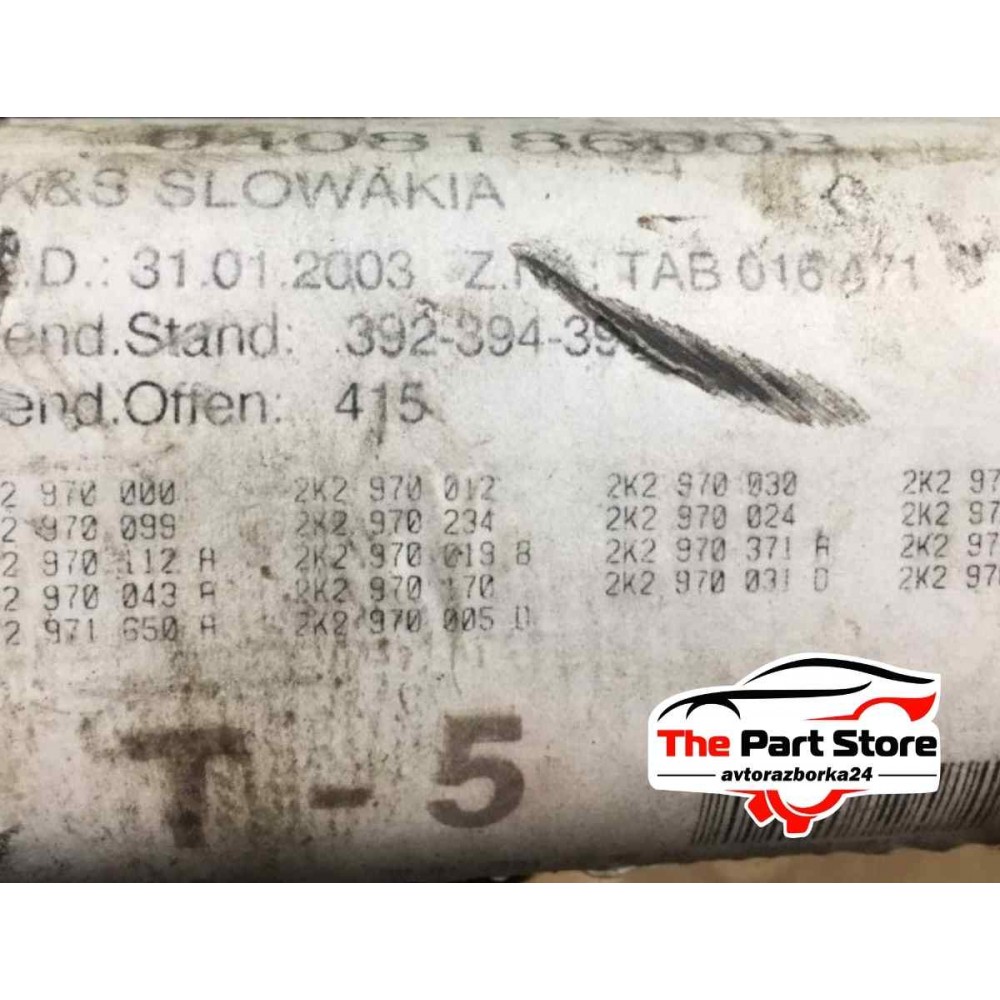 0408186003
K&S SLOWAKIA
.D.: 31.01.2003 TAB 016
end.Stand: 392-394-39
end.Offen: 415
2 970 000 2K2 970 012 2K2 970 030 2K2 97
2 970 099 2K2 970 234 2K2 970 024 2K2 97
2 970 112 A 2K2 970 019 B 2K2 970 371 A 2K2 97
2 970 043 A 2K2 970 170 2K2 970 031 D 2K2 970
2 971 650 A 2K2 970 005 D
T-5
The Part Store
avtorazborka24